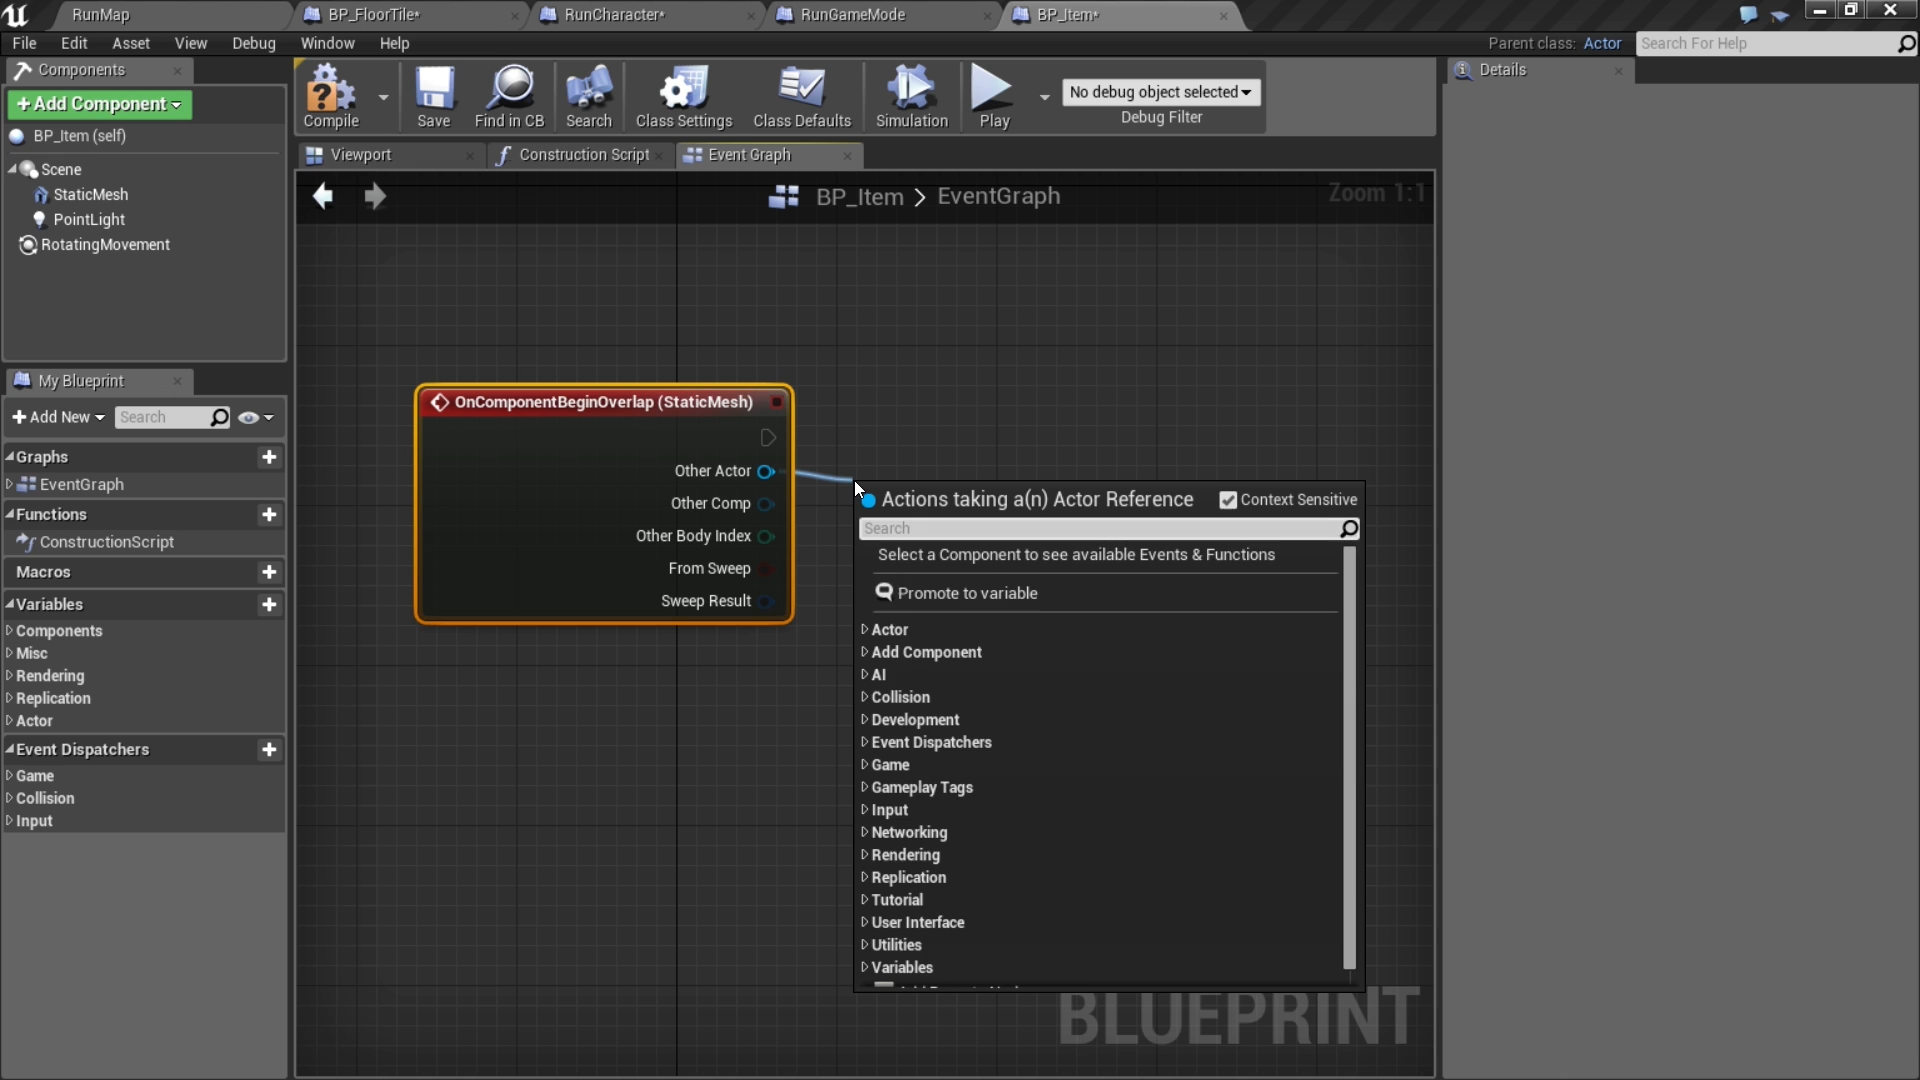 RunMap
BP_FloorTile*
RunCharacter*
RunGameMode
BP_Item*
File Edit Asset View Debug Window Help
Parent class: Actor
Search For Help
Components
+Add Component
BP_Item (self)
Scene
StaticMesh
PointLight
RotatingMovement
Compile
Save
Find in CB
Search
Class Settings
Class Defaults
Simulation
Play
No debug object selected
Debug Filter
Details
Viewport
Construction Script
Event Graph
BP_Item > EventGraph
Zoom 1:1
My Blueprint
+Add New
Search
Graphs
EventGraph
Functions
ConstructionScript
Macros
Variables
Components
Misc
Rendering
Replication
Actor
Event Dispatchers
Game
Collision
Input
OnComponentBeginOverlap (StaticMesh)
Other Actor
Other Comp
Other Body Index
From Sweep
Sweep Result
Actions taking a(n) Actor Reference
Context Sensitive
Search
Select a Component to see available Events & Functions
Promote to variable
Actor
Add Component
AI
Collision
Development
Event Dispatchers
Game
Gameplay Tags
Input
Networking
Rendering
Replication
Tutorial
User Interface
Utilities
Variables
BLUEPRINT